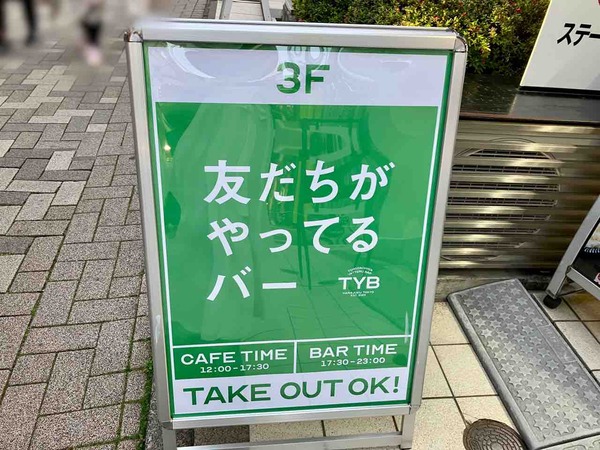 3F
友だちが
やってる
バー
TYB
CAFE TIME
12:00-17:30
BAR TIME
17:30-23:00
TAKE OUT OK!
ステー